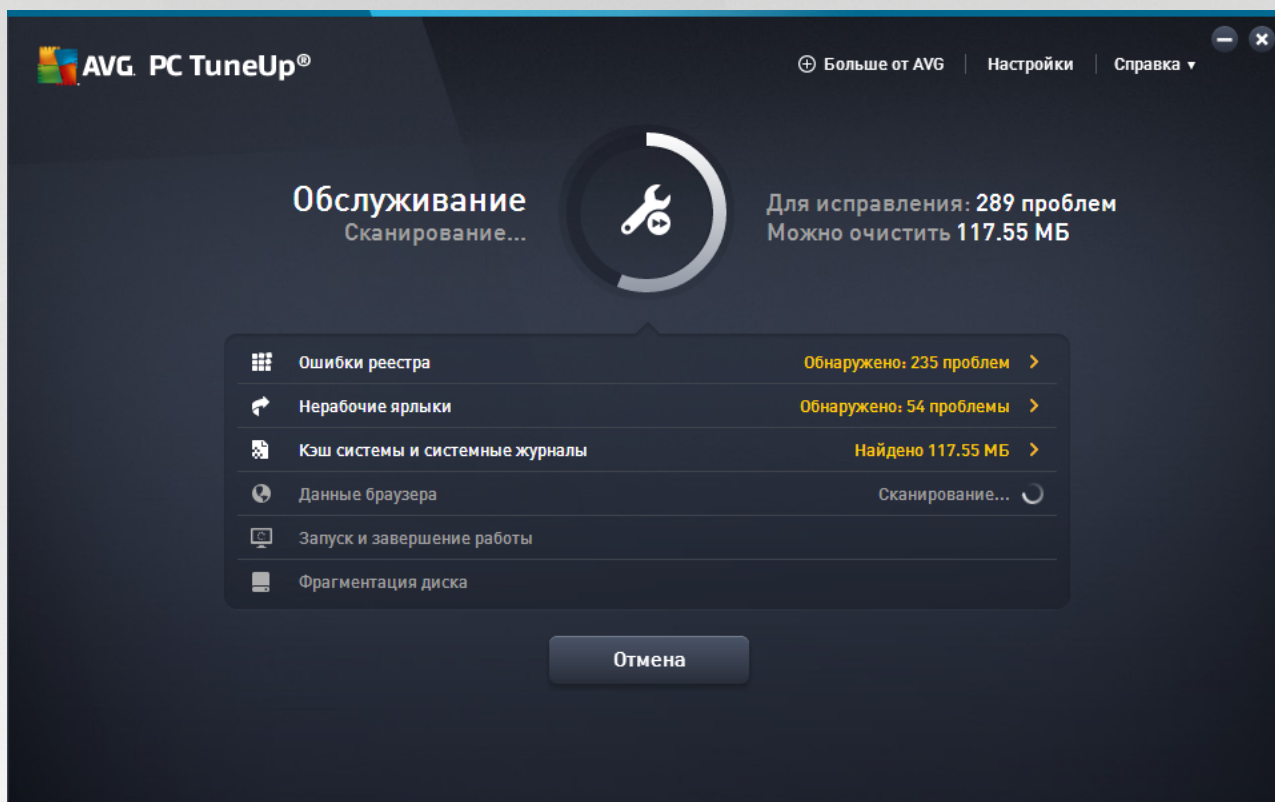 AVG PC TuneUp®
Больше от AVG
Настройки
Справка
Обслуживание
Сканирование...
Для исправления: 289 проблем
Можно очистить 117.55 МБ
Ошибки реестра
Обнаружено: 235 проблем
Нерабочие ярлыки
Обнаружено: 54 проблемы
Кэш системы и системные журналы
Найдено 117.55 МБ
Данные браузера
Сканирование...
Запуск и завершение работы
Фрагментация диска
Отмена